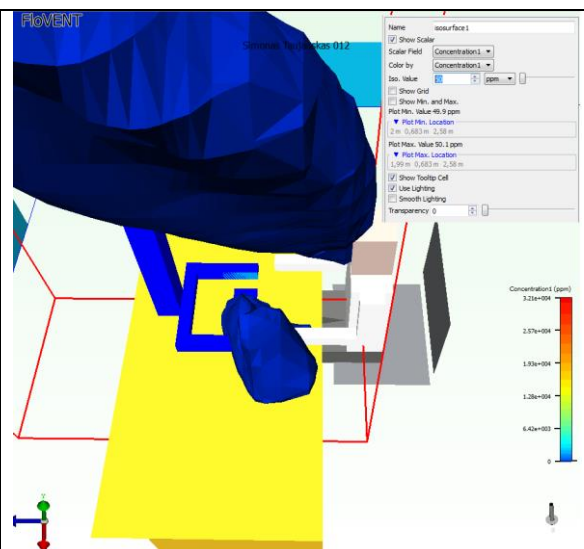 FloVENT
Name isosurface1
Show Scalar
Scalar Field Concentration1
Color by Concentration1
Iso. Value 50 ppm
Show Grid
Show Min. and Max.
Plot Min. Value 49.9 ppm
Plot Min. Location
2 m 0,683 m 2,58 m
Plot Max. Value 50.1 ppm
Plot Max. Location
1,99 m 0,683 m 2,58 m
Show Tooltip Cell
Use Lighting
Smooth Lighting
Transparency 0
Concentration1 (ppm)
3.21e+004
2.57e+004
1.93e+004
1.28e+004
6.42e+003
0
Y